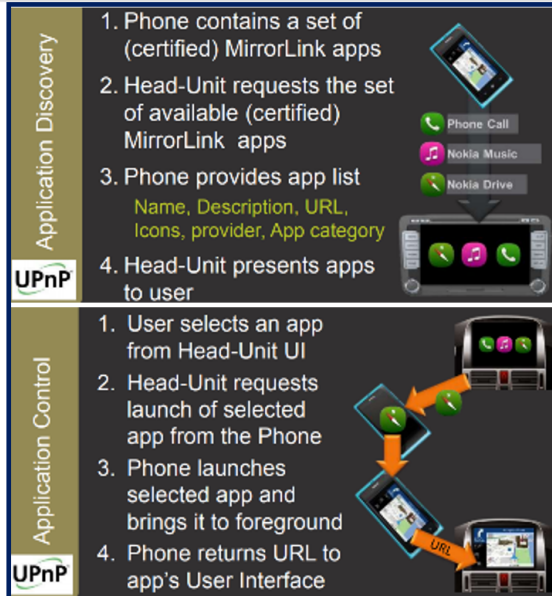 Application Discovery
UPnP
1. Phone contains a set of
(certified) MirrorLink apps
2. Head-Unit requests the set
of available (certified)
MirrorLink apps
3. Phone provides app list
Name, Description, URL,
Icons, provider, App category
4. Head-Unit presents apps
to user
Phone Call
Nokia Music
Nokia Drive
Application Control
UPnP
1. User selects an app
from Head-Unit UI
2. Head-Unit requests
launch of selected
app from the Phone
3. Phone launches
selected app and
brings it to foreground
4. Phone returns URL to
app's User Interface
URL